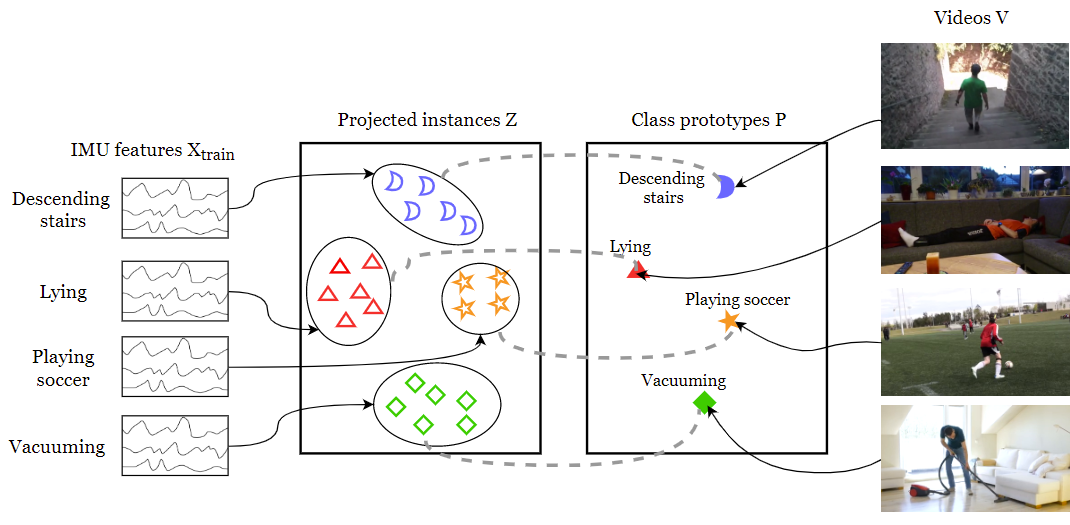 Videos V
Projected instances Z
Class prototypes P
IMU features Xtrain
Descending
stairs
Lying
Playing
soccer
Vacuuming
Descending
stairs
Lying
Playing soccer
Vacuuming